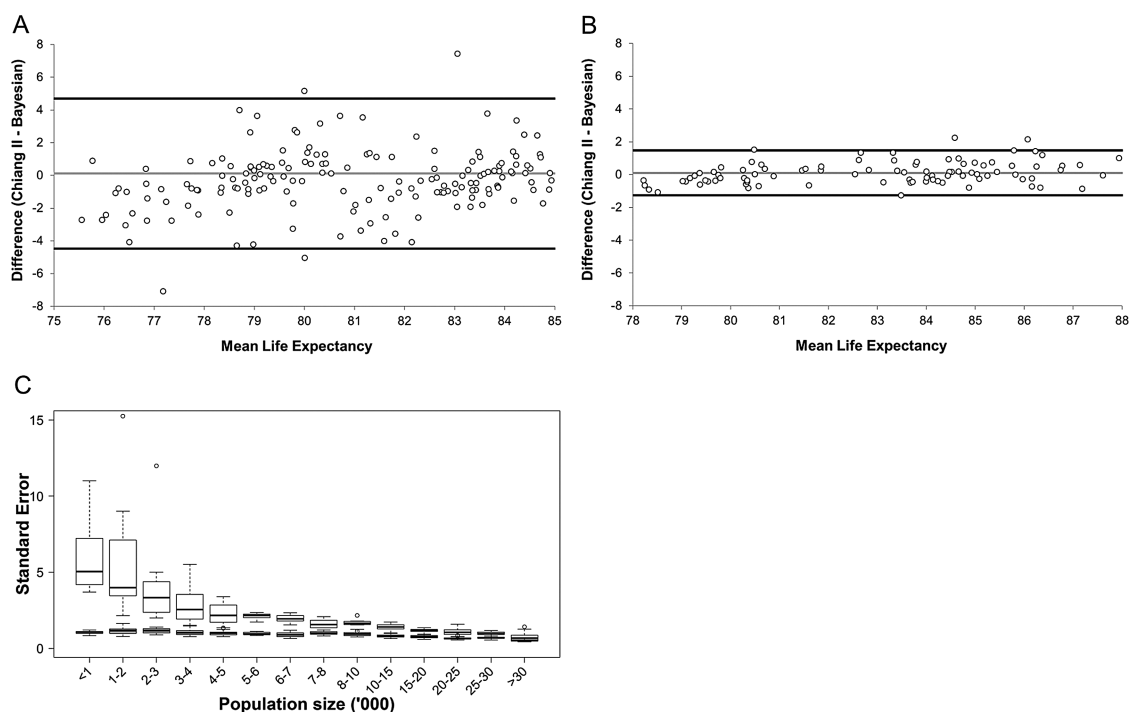 A
Difference (Chiang II - Bayesian)
8
6
4
2
0
-2
-4
-6
-8
75 76 77 78 79 80 81 82 83 84 85
Mean Life Expectancy
B
Difference (Chiang II - Bayesian)
8
6
4
2
0
-2
-4
-6
-8
78 79 80 81 82 83 84 85 86 87 88
Mean Life Expectancy
C
Standard Error
15
10
5
0
<1 1-2 2-3 3-4 4-5 5-6 6-7 7-8 8-10 10-15 15-20 20-25 25-30 >30
Population size ('000)